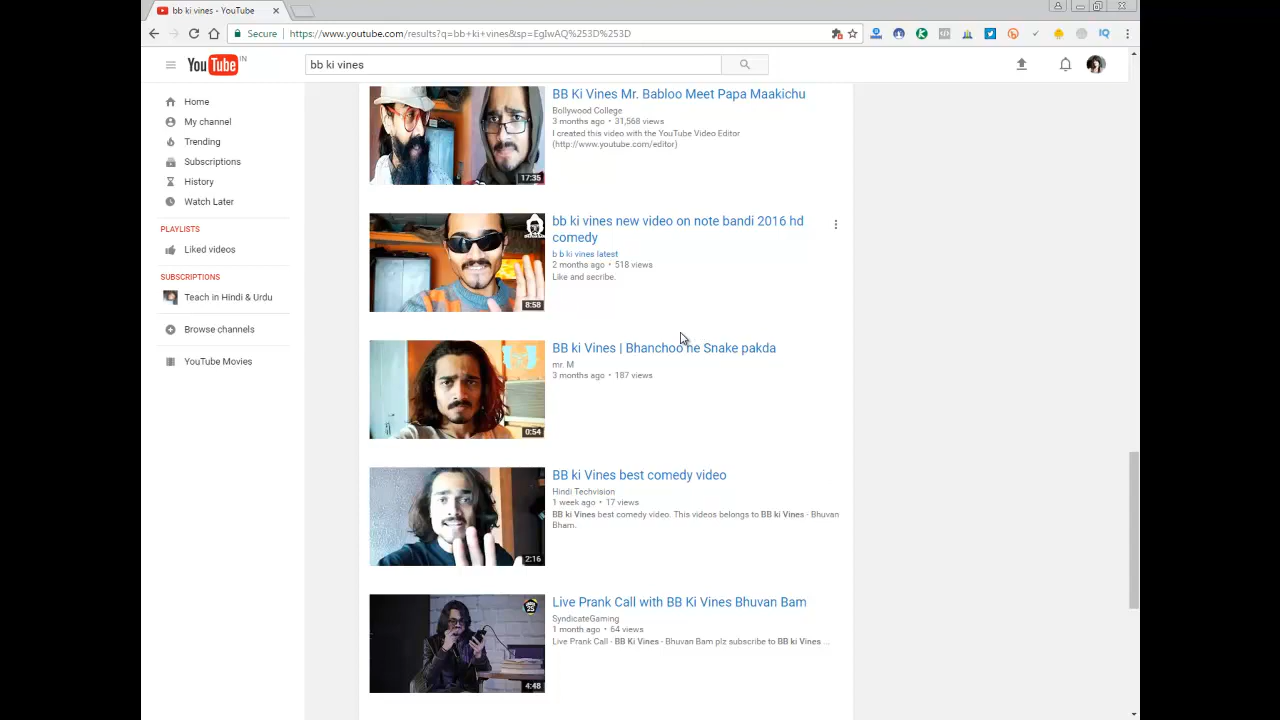 bb ki vines - YouTube
Secure
https://www.youtube.com/results?q=bb+ki+vines&sp=EgIwAQ%253D%253D
YouTube IN
bb ki vines
Home
My channel
Trending
Subscriptions
History
Watch Later
PLAYLISTS
Liked videos
SUBSCRIPTIONS
Teach in Hindi & Urdu
Browse channels
YouTube Movies
BB Ki Vines Mr. Babloo Meet Papa Maakichu
Bollywood College
3 months ago • 31,568 views
I created this video with the YouTube Video Editor
(http://www.youtube.com/editor)
17:35
bb ki vines new video on note bandi 2016 hd
comedy
b b ki vines latest
2 months ago • 518 views
Like and secribe.
8:58
BB ki Vines | Bhanchoo ne Snake pakda
mr. M
3 months ago • 187 views
0:54
BB ki Vines best comedy video
Hindi Techvision
1 week ago • 17 views
BB ki Vines best comedy video. This videos belongs to BB ki Vines - Bhuvan
Bham.
2:16
Live Prank Call with BB Ki Vines Bhuvan Bam
SyndicateGaming
1 month ago • 64 views
Live Prank Call - BB Ki Vines - Bhuvan Bam plz subscribe to BB ki Vines ...
4:48